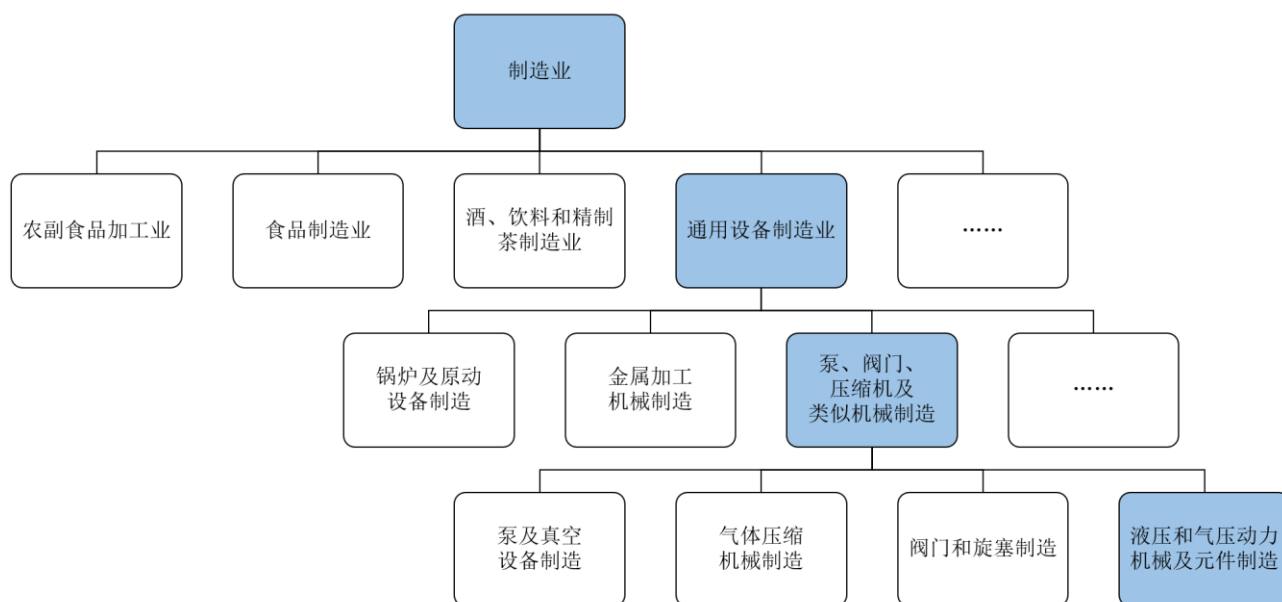 制造业
农副食品加工业
食品制造业
酒、饮料和精制
茶制造业
通用设备制造业
……
锅炉及原动
设备制造
金属加工
机械制造
泵、阀门、
压缩机及
类似机械制造
……
泵及真空
设备制造
气体压缩
机械制造
阀门和旋塞制造
液压和气压动力
机械及元件制造